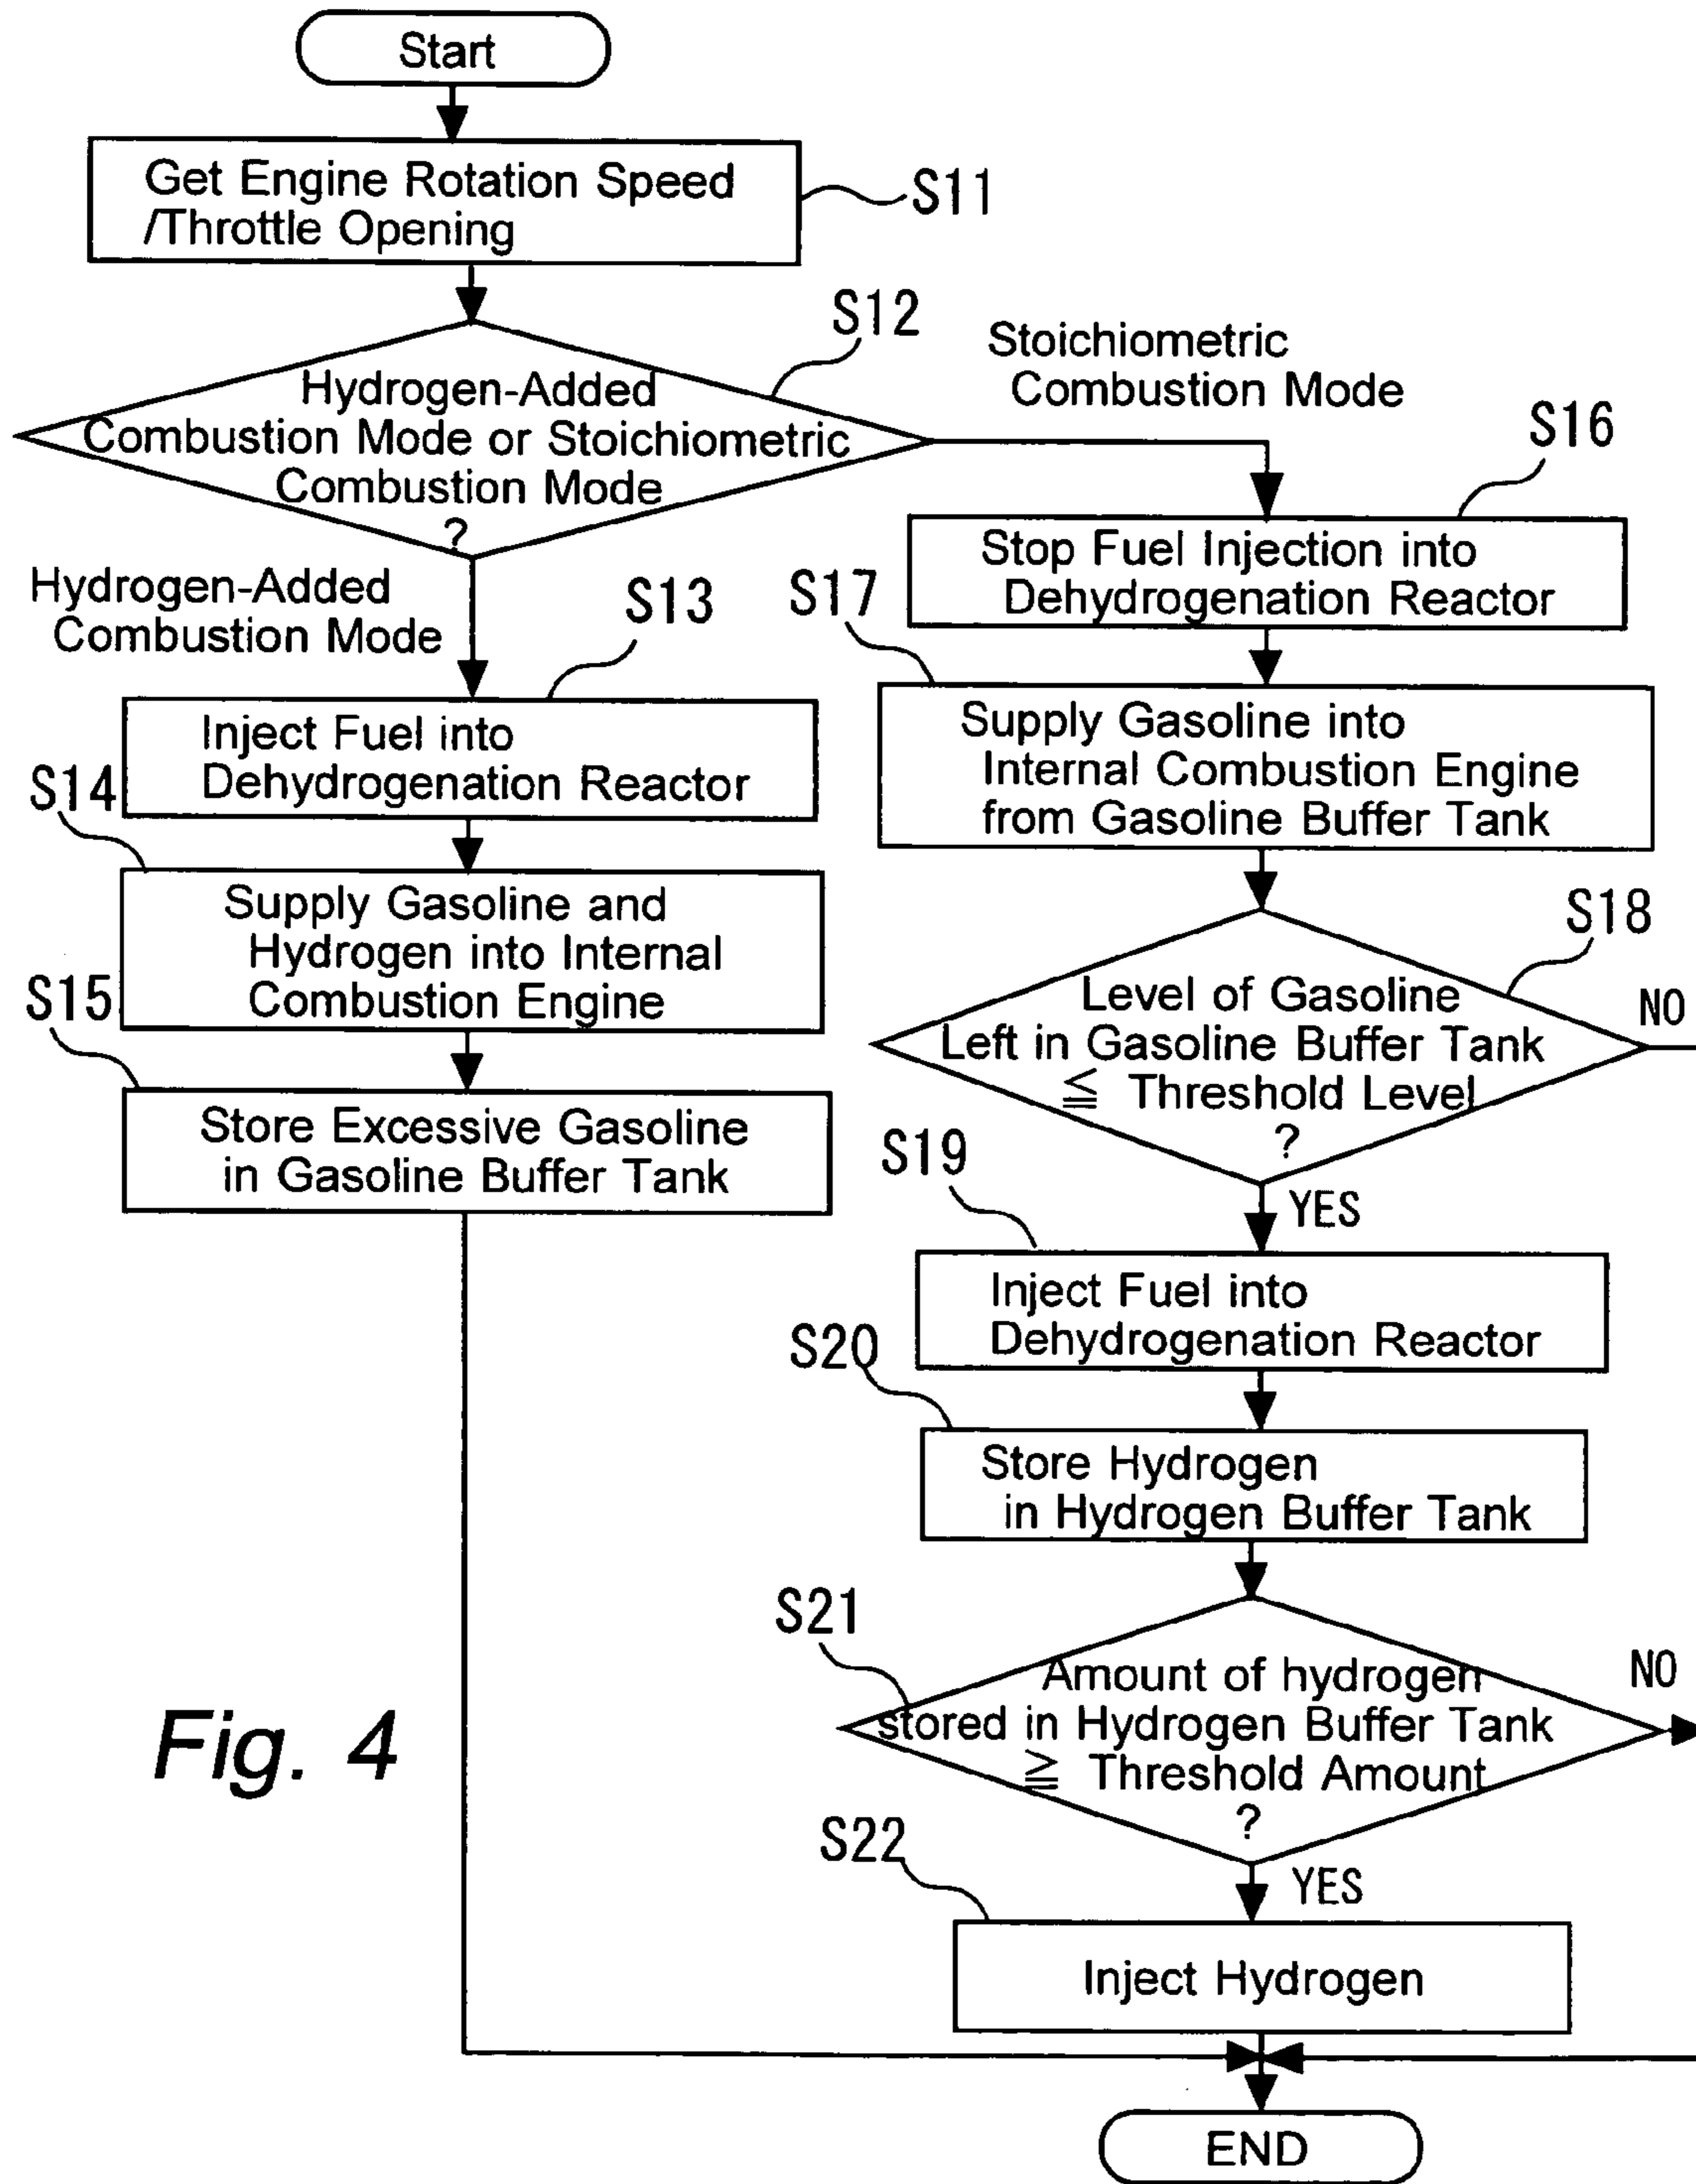 Start
Get Engine Rotation Speed
/Throttle Opening
S11
S12
Hydrogen-Added
Combustion Mode or Stoichiometric
Combustion Mode
?
Stoichiometric
Combustion Mode
Hydrogen-Added
Combustion Mode
S13
Inject Fuel into
Dehydrogenation Reactor
S14
Supply Gasoline and
Hydrogen into Internal
Combustion Engine
S15
Store Excessive Gasoline
in Gasoline Buffer Tank
S16
Stop Fuel Injection into
Dehydrogenation Reactor
S17
Supply Gasoline into
Internal Combustion Engine
from Gasoline Buffer Tank
S18
Level of Gasoline
Left in Gasoline Buffer Tank
≦ Threshold Level
?
NO
YES
S19
Inject Fuel into
Dehydrogenation Reactor
S20
Store Hydrogen
in Hydrogen Buffer Tank
S21
Amount of hydrogen
stored in Hydrogen Buffer Tank
≧ Threshold Amount
?
NO
YES
S22
Inject Hydrogen
END
Fig. 4